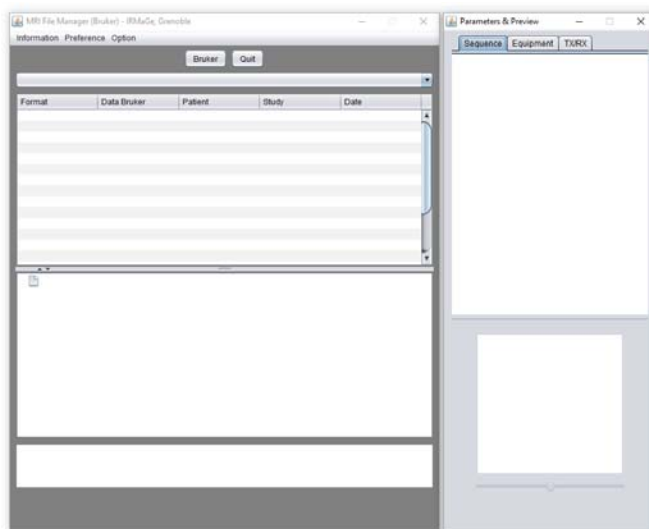 MRI File Manager (Bruker) - IRMaGe, Grenoble
Information Preference Option
Bruker Quit
Format Data Bruker Patient Study Date
Parameters & Preview
Sequence Equipment TX/RX